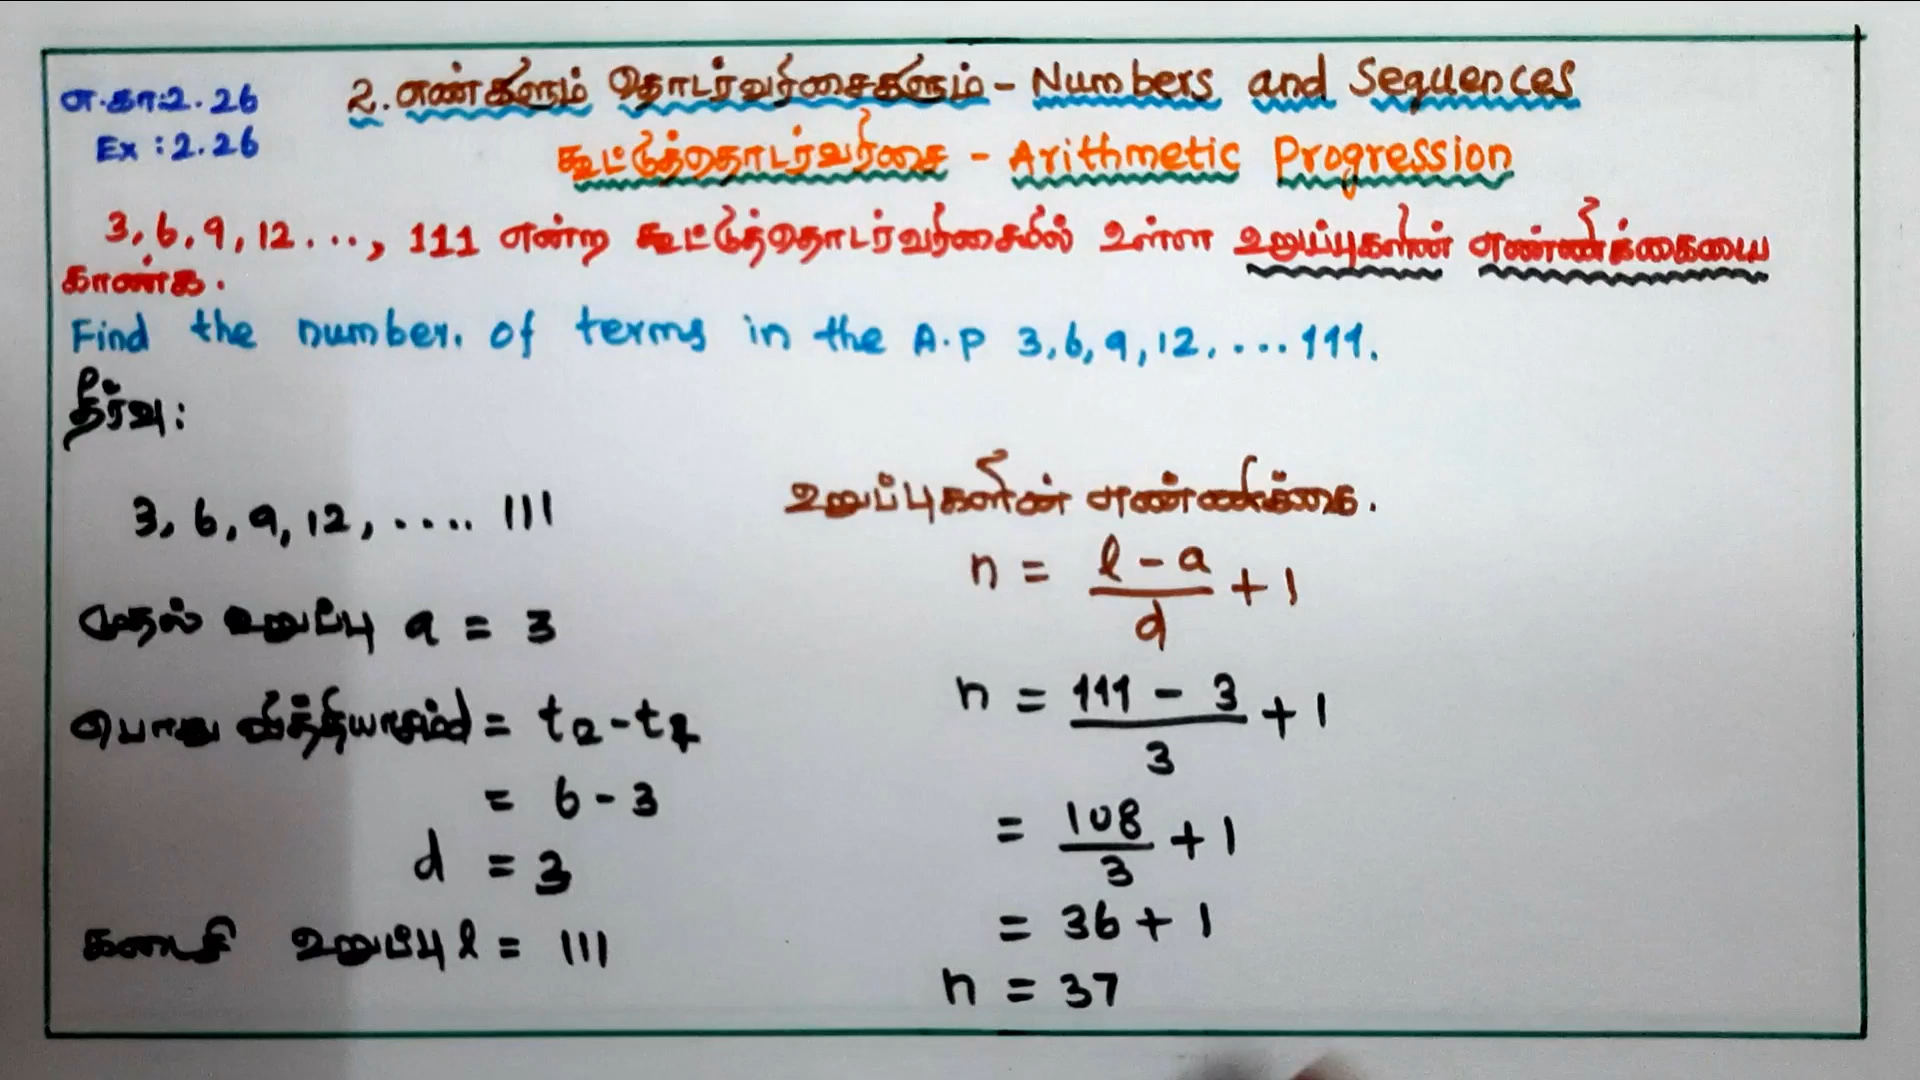 எ.கா:2.26
Ex : 2.26
2. எண்களும் தொடர்வரிசைகளும் - Numbers and Sequences
கூட்டுத்தொடர்வரிசை - Arithmetic Progression
3, 6, 9, 12 ..., 111 என்ற கூட்டுத்தொடர்வரிசையில் உள்ள உறுப்புகளின் எண்ணிக்கையை
காண்க.
Find the number. of terms in the A.P 3, 6, 9, 12, .... 111.
தீர்வு:
3, 6, 9, 12, .... 111
முதல் உறுப்பு a = 3
பொது வித்தியாசம் d = t2 - t1
= 6 - 3
d = 3
கடைசி உறுப்பு l = 111
உறுப்புகளின் எண்ணிக்கை.
n = (l - a)/d + 1
n = (111 - 3)/3 + 1
= 108/3 + 1
= 36 + 1
n = 37